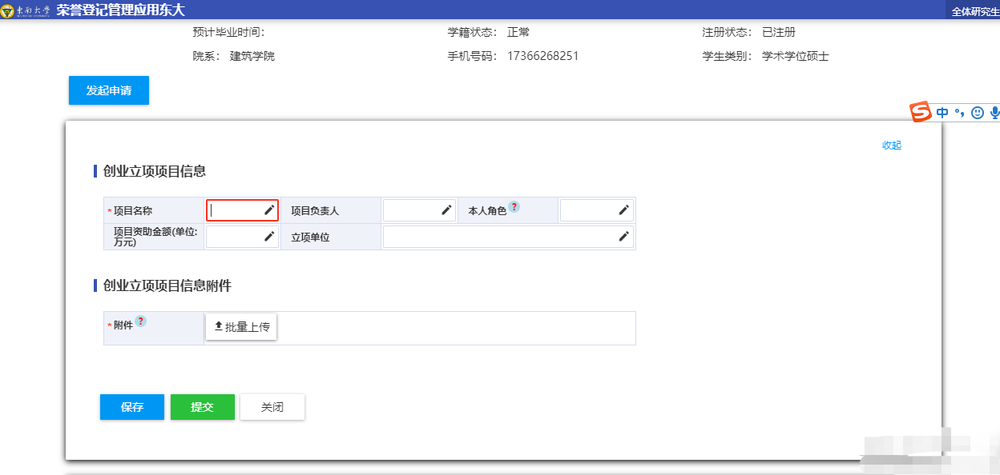 东南大学 荣誉登记管理应用东大 全体研究生
预计毕业时间： 学籍状态： 正常 注册状态： 已注册
院系： 建筑学院 手机号码： 17366268251 学生类别： 学术学位硕士
发起申请
中
收起
创业立项项目信息
*项目名称 项目负责人 本人角色?
项目资助金额(单位:
万元) 立项单位
创业立项项目信息附件
*附件? 批量上传
保存 提交 关闭